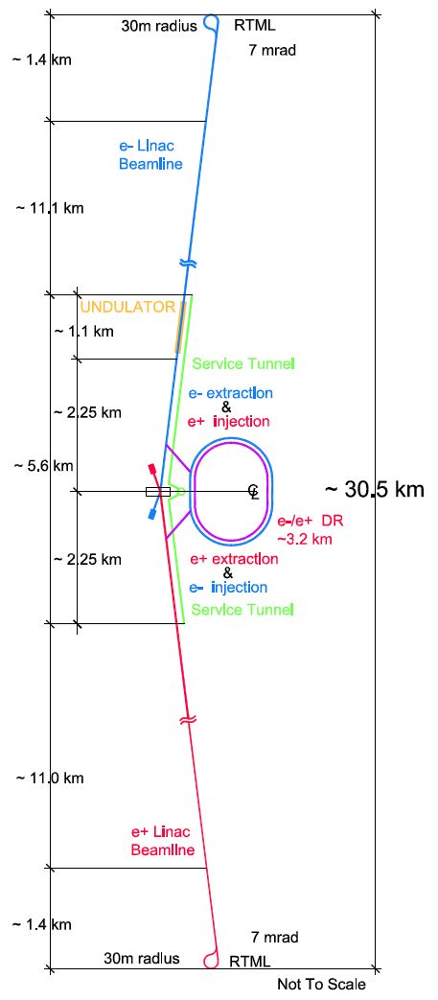 30m radius
RTML
7 mrad
~ 1.4 km
e- Linac
Beamline
~ 11.1 km
UNDULATOR
~ 1.1 km
Service Tunnel
e- extraction
&
e+ injection
~ 2.25 km
~ 5.6 km
℄
~ 30.5 km
e-/e+ DR
~3.2 km
e+ extraction
&
e- injection
~ 2.25 km
Service Tunnel
~ 11.0 km
e+ Linac
Beamline
~ 1.4 km
7 mrad
30m radius
RTML
Not To Scale